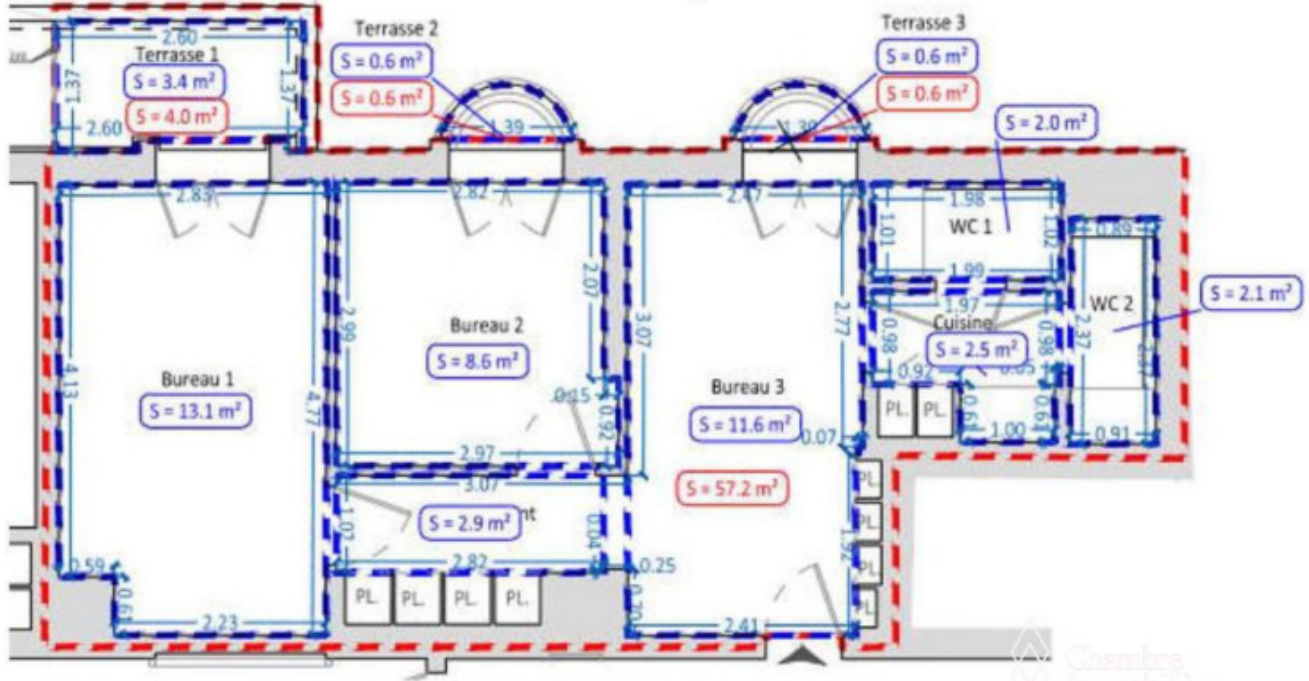 Terrasse 1
S = 3.4 m²
S = 4.0 m²
2.60
1.37
1.37
2.60
Terrasse 2
S = 0.6 m²
S = 0.6 m²
1.39
Terrasse 3
S = 0.6 m²
S = 0.6 m²
1.39
S = 2.0 m²
2.83
4.13
Bureau 1
S = 13.1 m²
4.77
0.59
0.61
2.23
2.82
2.07
2.99
Bureau 2
S = 8.6 m²
0.15
0.92
2.97
3.07
1.02
S = 2.9 m²
nt
0.04
2.82
PL.
PL.
PL.
PL.
2.47
3.07
2.77
Bureau 3
S = 11.6 m²
0.07
S = 57.2 m²
1.92
0.25
0.70
2.41
PL.
PL.
PL.
PL.
1.98
1.01
WC 1
1.02
1.99
1.97
Cuisine
S = 2.5 m²
0.98
0.98
0.92
PL.
PL.
0.61
0.61
1.00
0.89
WC 2
S = 2.1 m²
2.37
0.91
Chambre